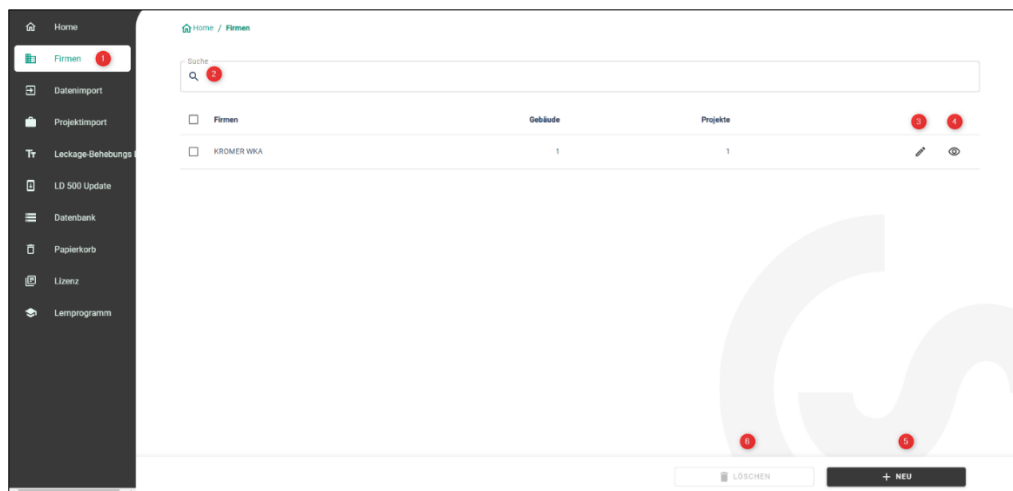 Home
Firmen 1
Datenimport
Projektimport
Leckage-Behebungs
LD 500 Update
Datenbank
Papierkorb
Lizenz
Lernprogramm
Home / Firmen
Suche
2
Firmen Gebäude Projekte 3 4
KROMER WKA 1 1
6 5
LÖSCHEN + NEU